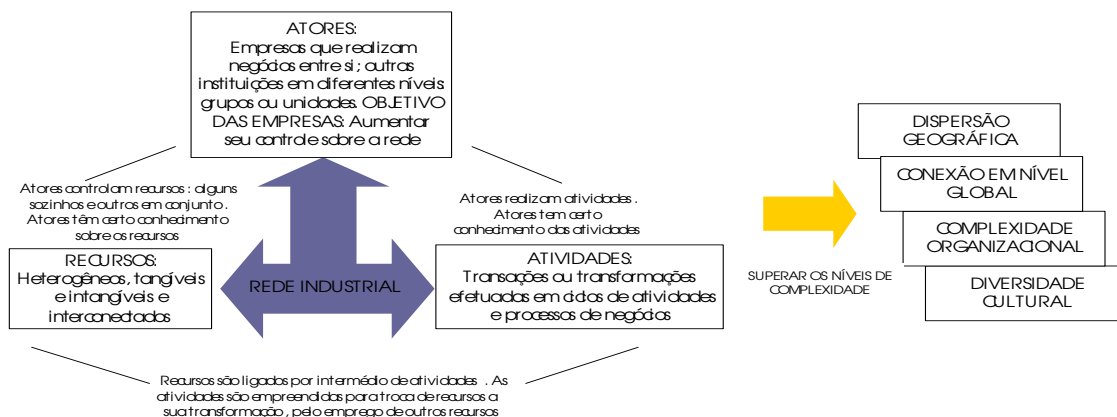 ATORES:
Empresas que realizam
negócios entre si; outras
instituições em diferentes níveis:
grupos ou unidades. OBJETIVO
DAS EMPRESAS: Aumentar
seu controle sobre a rede
Atores controlam recursos : alguns
sozinhos e outros em conjunto .
Atores têm certo conhecimento
sobre os recursos
Atores realizam atividades .
Atores tem certo
conhecimento das atividades
RECURSOS:
Heterogêneos, tangíveis
e intangíveis e
interconectados
REDE INDUSTRIAL
ATIVIDADES:
Transações ou transformações
efetuadas em ciclos de atividades
e processos de negócios
Recursos são ligados por intermédio de atividades . As
atividades são empreendidas para troca de recursos a
sua transformação , pelo emprego de outros recursos
SUPERAR OS NÍVEIS DE
COMPLEXIDADE
DISPERSÃO
GEOGRÁFICA
CONEXÃO EM NÍVEL
GLOBAL
COMPLEXIDADE
ORGANIZACIONAL
DIVERSIDADE
CULTURAL